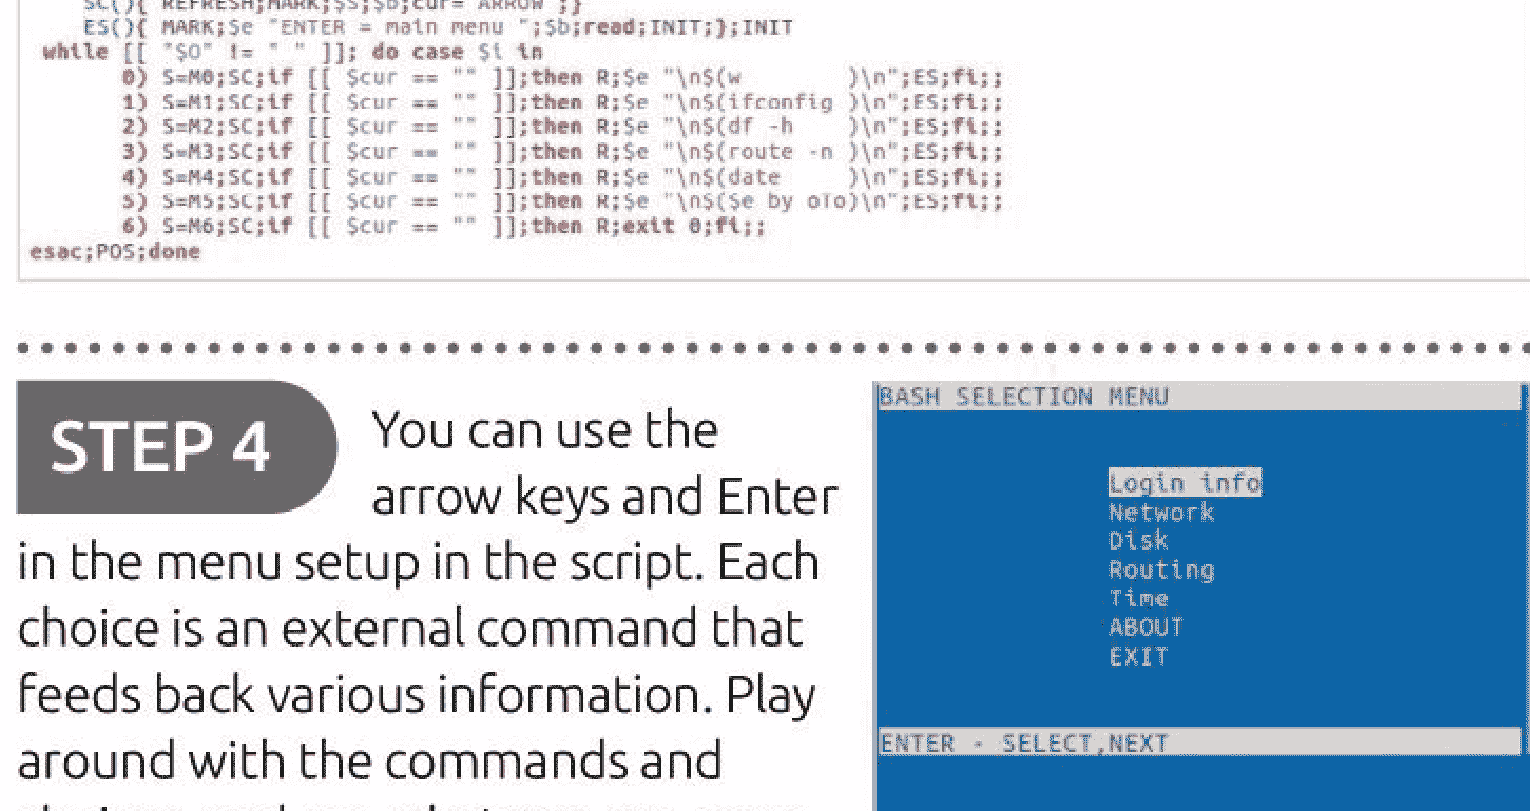 SC(){ REFRESH;MARK;$S;$b;cur=`ARROW`;}
ES(){ MARK;$e "ENTER = main menu ";$b;read;INIT;};INIT
while [[ "$O" != " " ]]; do case $i in
0) S=M0;SC;if [[ $cur == "" ]];then R;$e "\n$(w )\n";ES;fi;;
1) S=M1;SC;if [[ $cur == "" ]];then R;$e "\n$(ifconfig )\n";ES;fi;;
2) S=M2;SC;if [[ $cur == "" ]];then R;$e "\n$(df -h )\n";ES;fi;;
3) S=M3;SC;if [[ $cur == "" ]];then R;$e "\n$(route -n )\n";ES;fi;;
4) S=M4;SC;if [[ $cur == "" ]];then R;$e "\n$(date )\n";ES;fi;;
5) S=M5;SC;if [[ $cur == "" ]];then R;$e "\n$($e by oTo)\n";ES;fi;;
6) S=M6;SC;if [[ $cur == "" ]];then R;exit 0;fi;;
esac;POS;done
STEP 4
You can use the
arrow keys and Enter
in the menu setup in the script. Each
choice is an external command that
feeds back various information. Play
around with the commands and
BASH SELECTION MENU
Login info
Network
Disk
Routing
Time
ABOUT
EXIT
ENTER - SELECT,NEXT